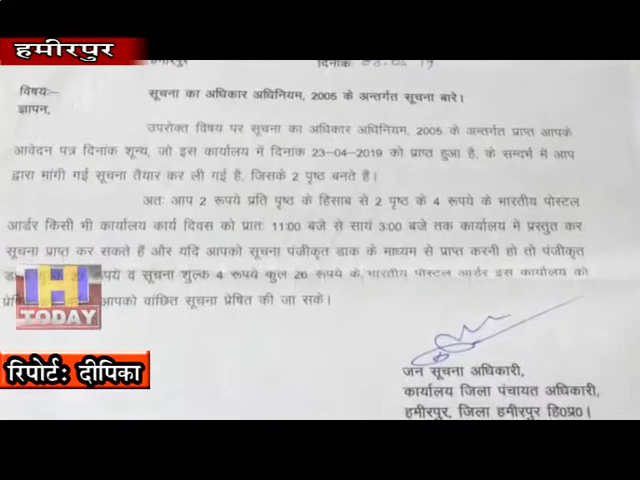 हमीरपुर
हमीरपुर दिनांक
विषयः–
सूचना का अधिकार अधिनियम, 2005 के अन्तर्गत सूचना बारे।
ज्ञापन,
उपरोक्त विषय पर सूचना का अधिकार अधिनियम, 2005 के अन्तर्गत प्राप्त आपके
आवेदन पत्र दिनांक शून्य, जो इस कार्यालय में दिनांक 23-04-2019 को प्राप्त हुआ है, के सन्दर्भ में आप
द्वारा मांगी गई सूचना तैयार कर ली गई है, जिसके 2 पृष्ठ बनते है।
अतः आप 2 रूपये प्रति पृष्ठ के हिसाब से 2 पृष्ठ के 4 रूपये के भारतीय पोस्टल
आर्डर किसी भी कार्यालय कार्य दिवस को प्रातः 11:00 बजे से सायं 3:00 बजे तक कार्यालय में प्रस्तुत कर
सूचना प्राप्त कर सकते हैं और यदि आपको सूचना पंजीकृत डाक के माध्यम से प्राप्त करनी हो तो पंजीकृत
रूपये व सूचना शुल्क 4 रूपये कुल 26 रूपये के भारतीय पोस्टल आर्डर इस कार्यालय को
आपको वांछित सूचना प्रेषित की जा सके।
H
TODAY
रिपोर्ट: दीपिका
जन सूचना अधिकारी,
कार्यालय जिला पंचायत अधिकारी,
हमीरपुर, जिला हमीरपुर हि0प्र0।